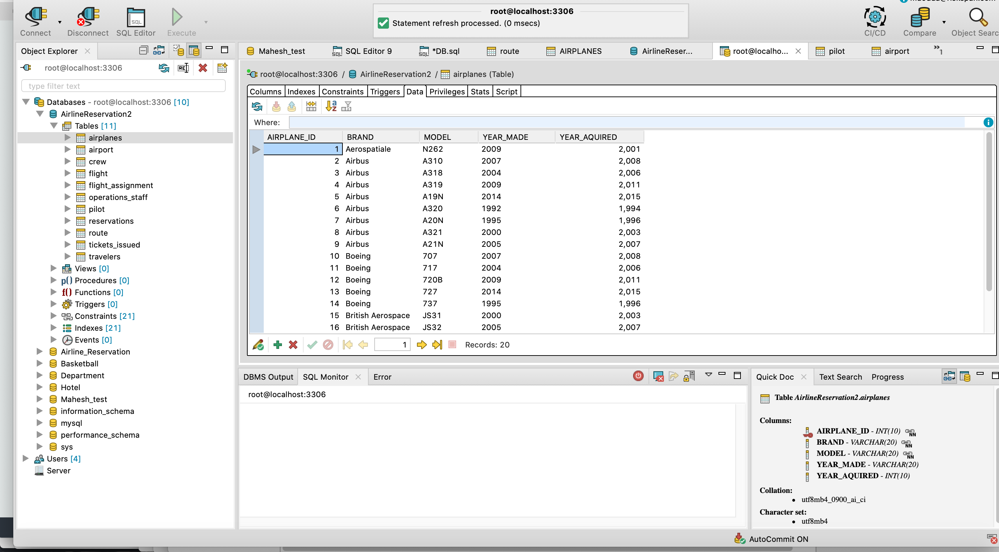 root@localhost:3306
Statement refresh processed. (0 msecs)
Connect Disconnect SQL Editor Execute CI/CD Compare Object Searc
SQL
Object Explorer
root@localhost:3306
type filter text
Databases - root@localhost:3306 [10]
AirlineReservation2
Tables [11]
airplanes
airport
crew
flight
flight_assignment
operations_staff
pilot
reservations
route
tickets_issued
travelers
Views [0]
p() Procedures [0]
f() Functions [0]
Triggers [0]
Constraints [21]
Indexes [21]
Events [0]
Airline_Reservation
Basketball
Department
Hotel
Mahesh_test
information_schema
mysql
performance_schema
sys
Users [4]
Server
Mahesh_test SQL Editor 9 *DB.sql route AIRPLANES AirlineReser... root@localho... pilot airport »1
root@localhost:3306 / AirlineReservation2 / airplanes (Table)
Columns Indexes Constraints Triggers Data Privileges Stats Script
Where:
AIRPLANE_ID BRAND MODEL YEAR_MADE YEAR_AQUIRED
1 Aerospatiale N262 2009 2,001
2 Airbus A310 2007 2,008
3 Airbus A318 2004 2,006
4 Airbus A319 2009 2,011
5 Airbus A19N 2014 2,015
6 Airbus A320 1992 1,994
7 Airbus A20N 1995 1,996
8 Airbus A321 2000 2,003
9 Airbus A21N 2005 2,007
10 Boeing 707 2007 2,008
11 Boeing 717 2004 2,006
12 Boeing 720B 2009 2,011
13 Boeing 727 2014 2,015
14 Boeing 737 1995 1,996
15 British Aerospace JS31 2000 2,003
16 British Aerospace JS32 2005 2,007
1 Records: 20
DBMS Output SQL Monitor Error
root@localhost:3306
Quick Doc Text Search Progress
Table AirlineReservation2.airplanes
Columns:
AIRPLANE_ID - INT(10) NN
BRAND - VARCHAR(20) NN
MODEL - VARCHAR(20) NN
YEAR_MADE - VARCHAR(20)
YEAR_AQUIRED - INT(10)
Collation:
• utf8mb4_0900_ai_ci
Character set:
• utf8mb4
AutoCommit ON